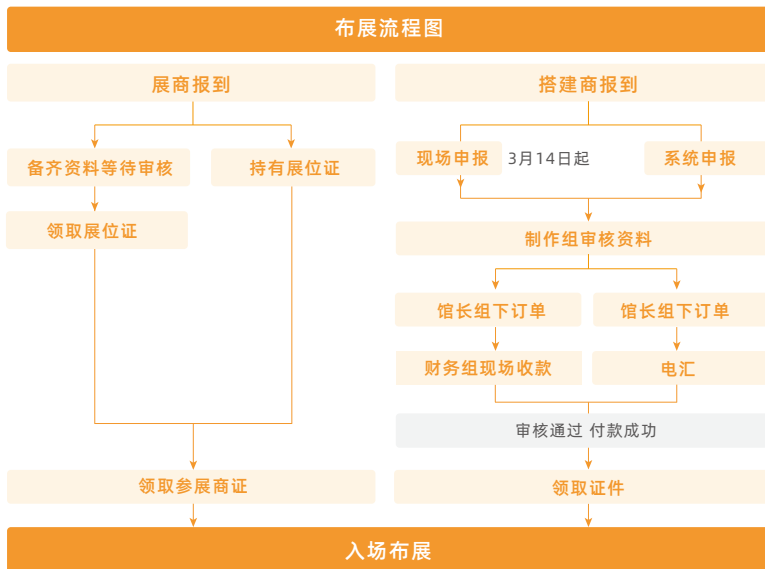 布展流程图
展商报到
搭建商报到
备齐资料等待审核
持有展位证
现场申报
3月14日起
系统申报
领取展位证
制作组审核资料
馆长组下订单
馆长组下订单
财务组现场收款
电汇
审核通过 付款成功
领取参展商证
领取证件
入场布展